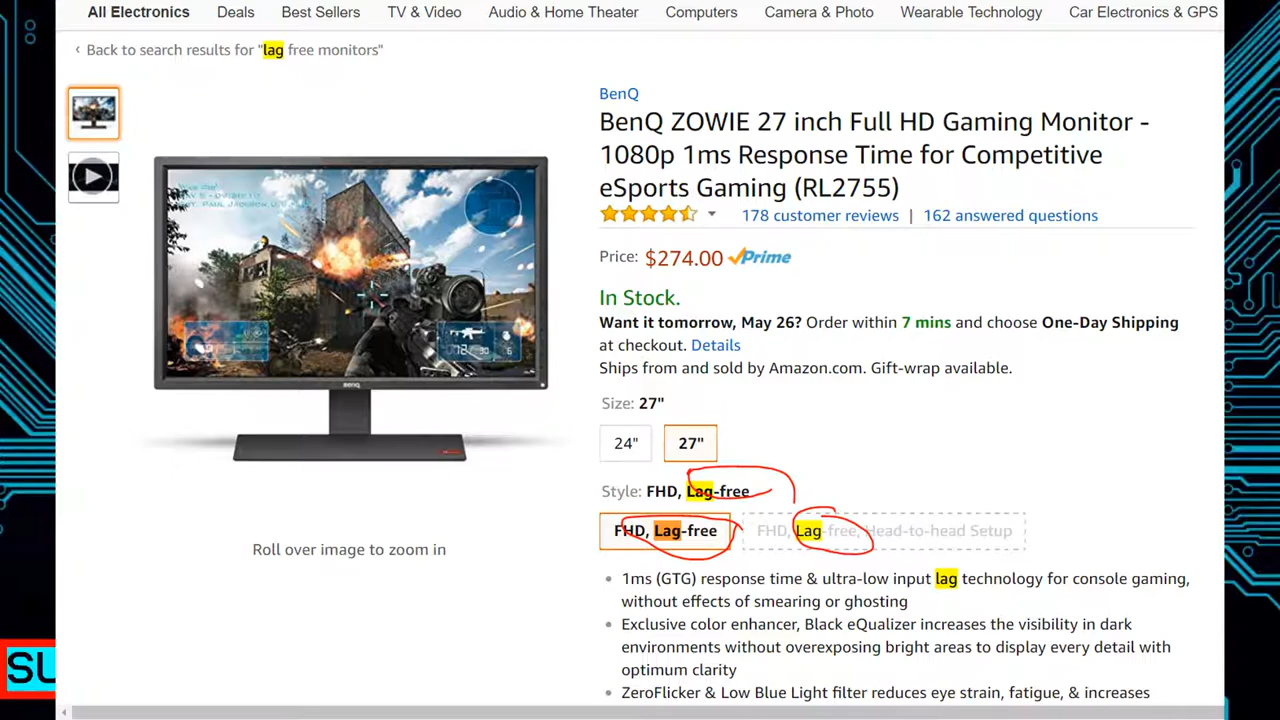 All Electronics Deals Best Sellers TV & Video Audio & Home Theater Computers Camera & Photo Wearable Technology Car Electronics & GPS
‹ Back to search results for "lag free monitors"
BenQ
BenQ ZOWIE 27 inch Full HD Gaming Monitor -
1080p 1ms Response Time for Competitive
eSports Gaming (RL2755)
178 customer reviews | 162 answered questions
Price: $274.00 Prime
In Stock.
Want it tomorrow, May 26? Order within 7 mins and choose One-Day Shipping
at checkout. Details
Ships from and sold by Amazon.com. Gift-wrap available.
Size: 27"
24" 27"
Style: FHD, Lag-free
FHD, Lag-free FHD, Lag-free, Head-to-head Setup
BenQ
Roll over image to zoom in
• 1ms (GTG) response time & ultra-low input lag technology for console gaming,
without effects of smearing or ghosting
• Exclusive color enhancer, Black eQualizer increases the visibility in dark
environments without overexposing bright areas to display every detail with
optimum clarity
• ZeroFlicker & Low Blue Light filter reduces eye strain, fatigue, & increases
SU